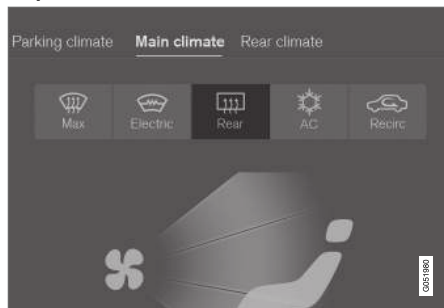 Parking climate Main climate Rear climate
Max Electric Rear AC Recirc
G051980